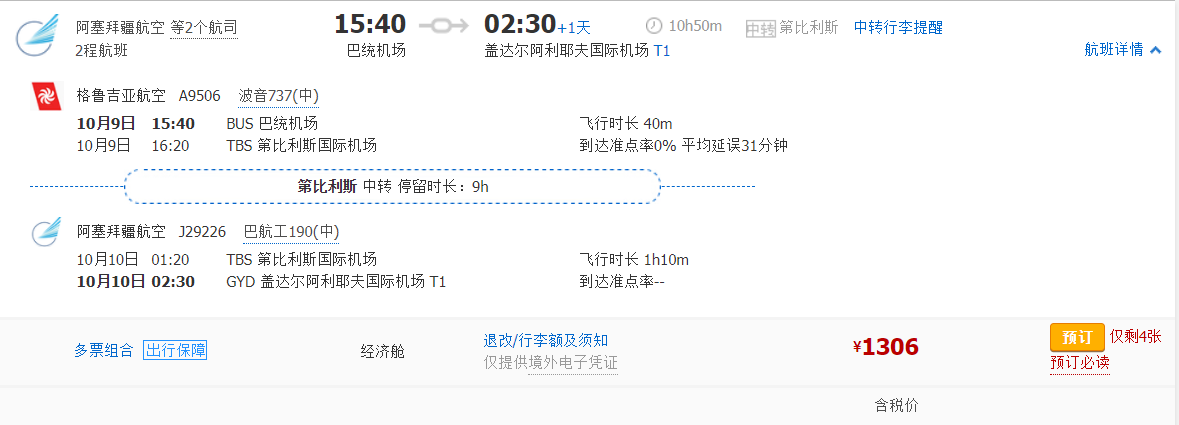 阿塞拜疆航空 等2个航司 15:40 02:30+1天 10h50m 中转 第比利斯 中转行李提醒
2程航班 巴统机场 盖达尔阿利耶夫国际机场 T1 航班详情
格鲁吉亚航空 A9506 波音737(中)
10月9日 15:40 BUS 巴统机场 飞行时长 40m
10月9日 16:20 TBS 第比利斯国际机场 到达准点率0% 平均延误31分钟
第比利斯 中转 停留时长：9h
阿塞拜疆航空 J29226 巴航工190(中)
10月10日 01:20 TBS 第比利斯国际机场 飞行时长 1h10m
10月10日 02:30 GYD 盖达尔阿利耶夫国际机场 T1 到达准点率--
多票组合 出行保障 经济舱 退改/行李额及须知 ¥1306 预订 仅剩4张
仅提供境外电子凭证 预订必读
含税价